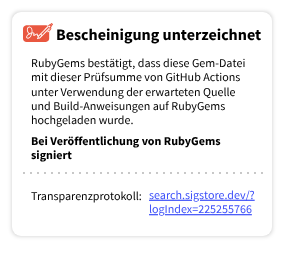 Bescheinigung unterzeichnet
RubyGems bestätigt, dass diese Gem-Datei
mit dieser Prüfsumme von GitHub Actions
unter Verwendung der erwarteten Quelle
und Build-Anweisungen auf RubyGems
hochgeladen wurde.
Bei Veröffentlichung von RubyGems
signiert
Transparenzprotokoll: search.sigstore.dev/?
logIndex=225255766